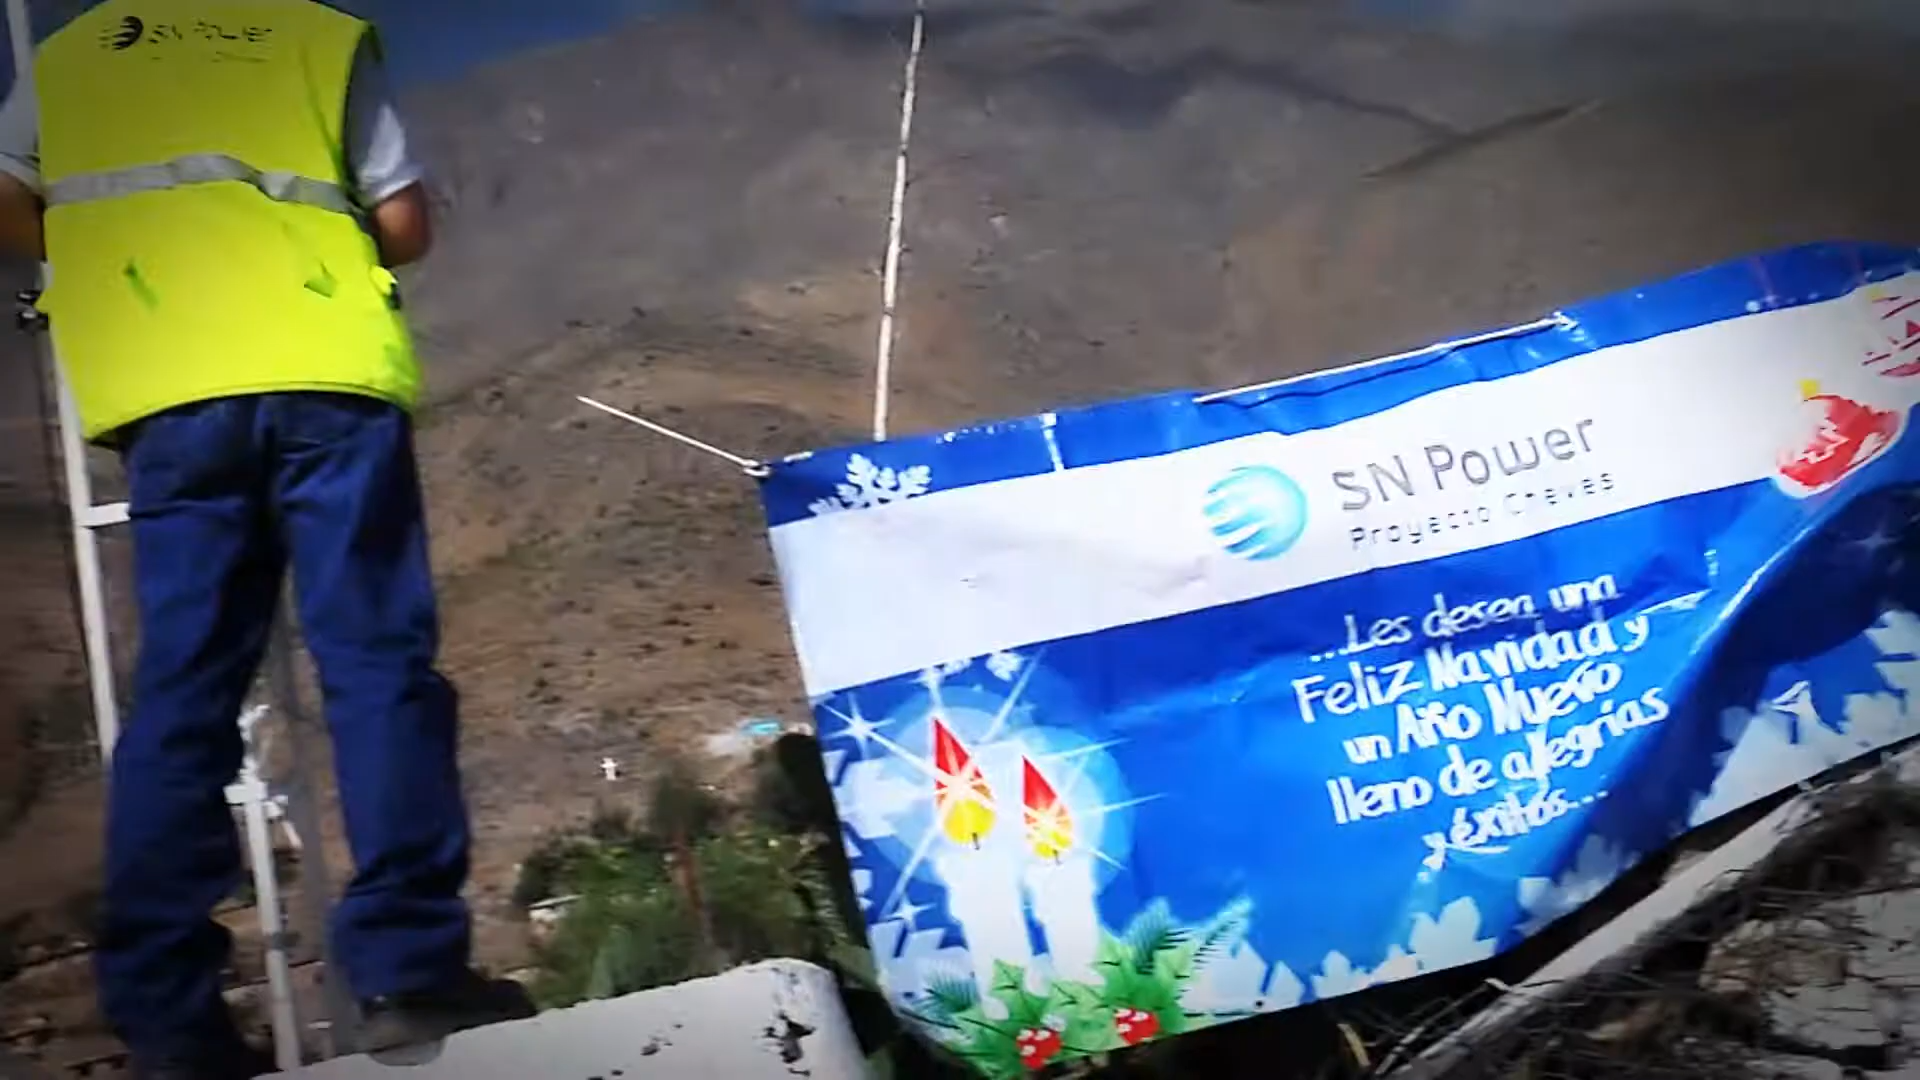 SN Power
SN Power
Proyecto Cheves
...Les desea una
Feliz Navidad y
un Año Nuevo
lleno de alegrías
y éxitos...